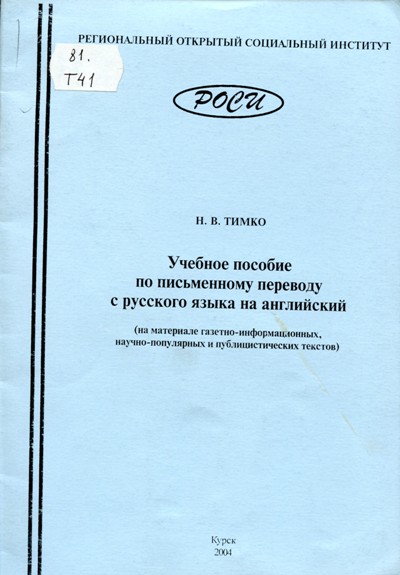 РЕГИОНАЛЬНЫЙ ОТКРЫТЫЙ СОЦИАЛЬНЫЙ ИНСТИТУТ
81.
Т41
РОСИ
Н. В. ТИМКО
Учебное пособие
по письменному переводу
с русского языка на английский
(на материале газетно-информационных,
научно-популярных и публицистических текстов)
Курск
2004